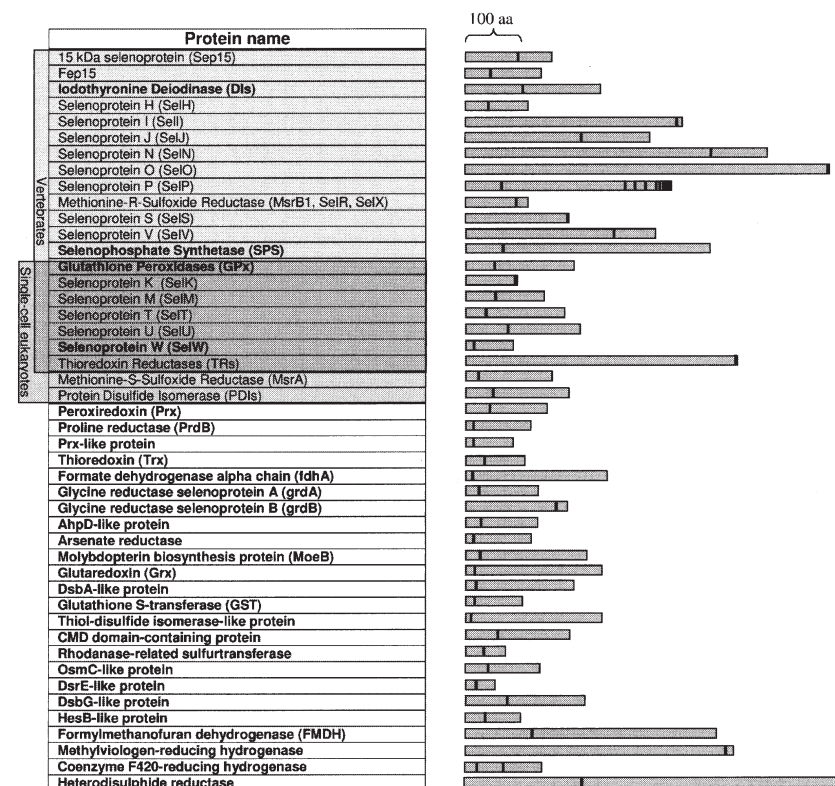 100 aa
Protein name
15 kDa selenoprotein (Sep15)
Fep15
Iodothyronine Deiodinase (DIs)
Selenoprotein H (SelH)
Selenoprotein I (SelI)
Selenoprotein J (SelJ)
Selenoprotein N (SelN)
Selenoprotein O (SelO)
Selenoprotein P (SelP)
Methionine-R-Sulfoxide Reductase (MsrB1, SelR, SelX)
Selenoprotein S (SelS)
Selenoprotein V (SelV)
Selenophosphate Synthetase (SPS)
Glutathione Peroxidases (GPx)
Selenoprotein K (SelK)
Selenoprotein M (SelM)
Selenoprotein T (SelT)
Selenoprotein U (SelU)
Selenoprotein W (SelW)
Thioredoxin Reductases (TRs)
Methionine-S-Sulfoxide Reductase (MsrA)
Protein Disulfide Isomerase (PDIs)
Peroxiredoxin (Prx)
Proline reductase (PrdB)
Prx-like protein
Thioredoxin (Trx)
Formate dehydrogenase alpha chain (fdhA)
Glycine reductase selenoprotein A (grdA)
Glycine reductase selenoprotein B (grdB)
AhpD-like protein
Arsenate reductase
Molybdopterin biosynthesis protein (MoeB)
Glutaredoxin (Grx)
DsbA-like protein
Glutathione S-transferase (GST)
Thiol-disulfide isomerase-like protein
CMD domain-containing protein
Rhodanase-related sulfurtransferase
OsmC-like protein
DsrE-like protein
DsbG-like protein
HesB-like protein
Formylmethanofuran dehydrogenase (FMDH)
Methylviologen-reducing hydrogenase
Coenzyme F420-reducing hydrogenase
Heterodisulphide reductase
Vertebrates
Single-cell eukaryotes